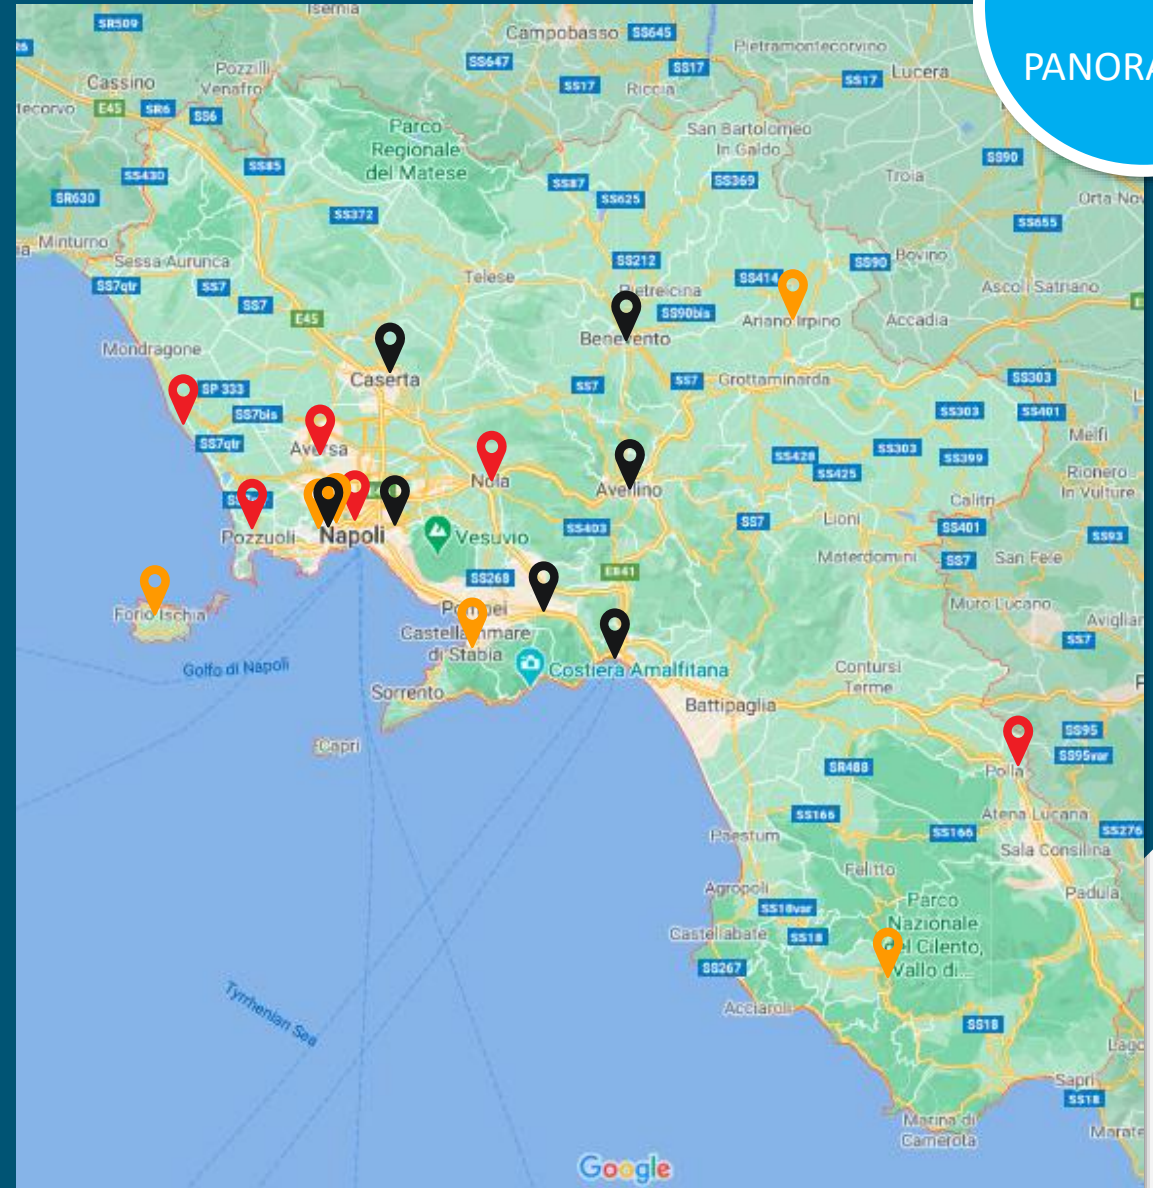 Isernia
SR509
Campobasso
SS645
Pietramontecorvino
SS647
SS17
Lucera
PANORA
Pozzilli
Cassino
Venafro
SS17
Riccia
SS17
tecorvo
E45
SR6
SS6
Parco
Regionale
del Matese
San Bartolomeo
In Galdo
SS90
SS85
SS430
SS87
SS369
Troia
SR630
SS625
Orta Nov
SS372
SS655
Minturno
Sessa Aurunca
SS212
SS90
Bovino
SS7qtr
SS7
Telese
SS414
Ascoli Satriano
Pietrelcina
SS7
E45
SS90bis
Ariano Irpino
Accadia
Mondragone
Benevento
Caserta
SP 333
SS7
SS7
Grottaminarda
SS303
SS7bis
SS303
SS401
SS7qtr
Aversa
SS303
Melfi
SS428
SS399
SS425
Rionero
In Vulture
Nola
Avellino
Calitri
Lioni
SS403
SS7
SS401
SS93
Pozzuoli
Napoli
Vesuvio
Materdomini
SS7
San Fele
SS268
E841
Forio Ischia
Pompei
Muro Lucano
Castellammare
di Stabia
Aviglian
SS7
Golfo di Napoli
Costiera Amalfitana
Contursi
Terme
Sorrento
Battipaglia
Capri
SS95
SS95var
SR488
Polla
SS166
Atena Lucana
SS166
SS276
Paestum
Sala Consilina
Felitto
Agropoli
Padula
SS18var
Parco
Nazionale
del Cilento,
Vallo di...
Castellabate
SS18
SS267
Acciaroli
Tyrrhenian Sea
SS18
Lago
Sapri
SS18
Marina di
Camerota
Marate
Google